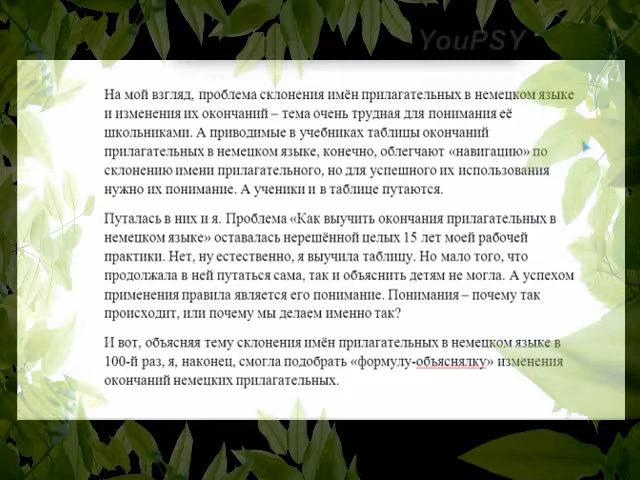 YouPSY
На мой взгляд, проблема склонения имён прилагательных в немецком языке
и изменения их окончаний – тема очень трудная для понимания её
школьниками. А приводимые в учебниках таблицы окончаний
прилагательных в немецком языке, конечно, облегчают «навигацию» по
склонению имени прилагательного, но для успешного их использования
нужно их понимание. А ученики и в таблице путаются.
Путалась в них и я. Проблема «Как выучить окончания прилагательных в
немецком языке» оставалась нерешённой целых 15 лет моей рабочей
практики. Нет, ну естественно, я выучила таблицу. Но мало того, что
продолжала в ней путаться сама, так и объяснить детям не могла. А успехом
применения правила является его понимание. Понимания – почему так
происходит, или почему мы делаем именно так?
И вот, объясняя тему склонения имён прилагательных в немецком языке в
100-й раз, я, наконец, смогла подобрать «формулу-объяснялку» изменения
окончаний немецких прилагательных.